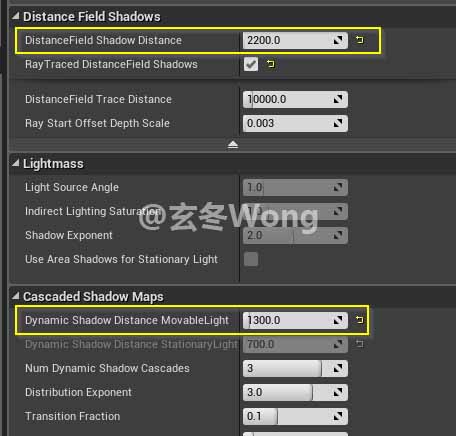 Distance Field Shadows
DistanceField Shadow Distance 2200.0
RayTraced DistanceField Shadows
DistanceField Trace Distance 10000.0
Ray Start Offset Depth Scale 0.003
Lightmass
Light Source Angle 1.0
Indirect Lighting Saturation
Shadow Exponent 2.0
Use Area Shadows for Stationary Light
@玄冬Wong
Cascaded Shadow Maps
Dynamic Shadow Distance MovableLight 1300.0
Dynamic Shadow Distance StationaryLight 700.0
Num Dynamic Shadow Cascades 3
Distribution Exponent 3.0
Transition Fraction 0.1